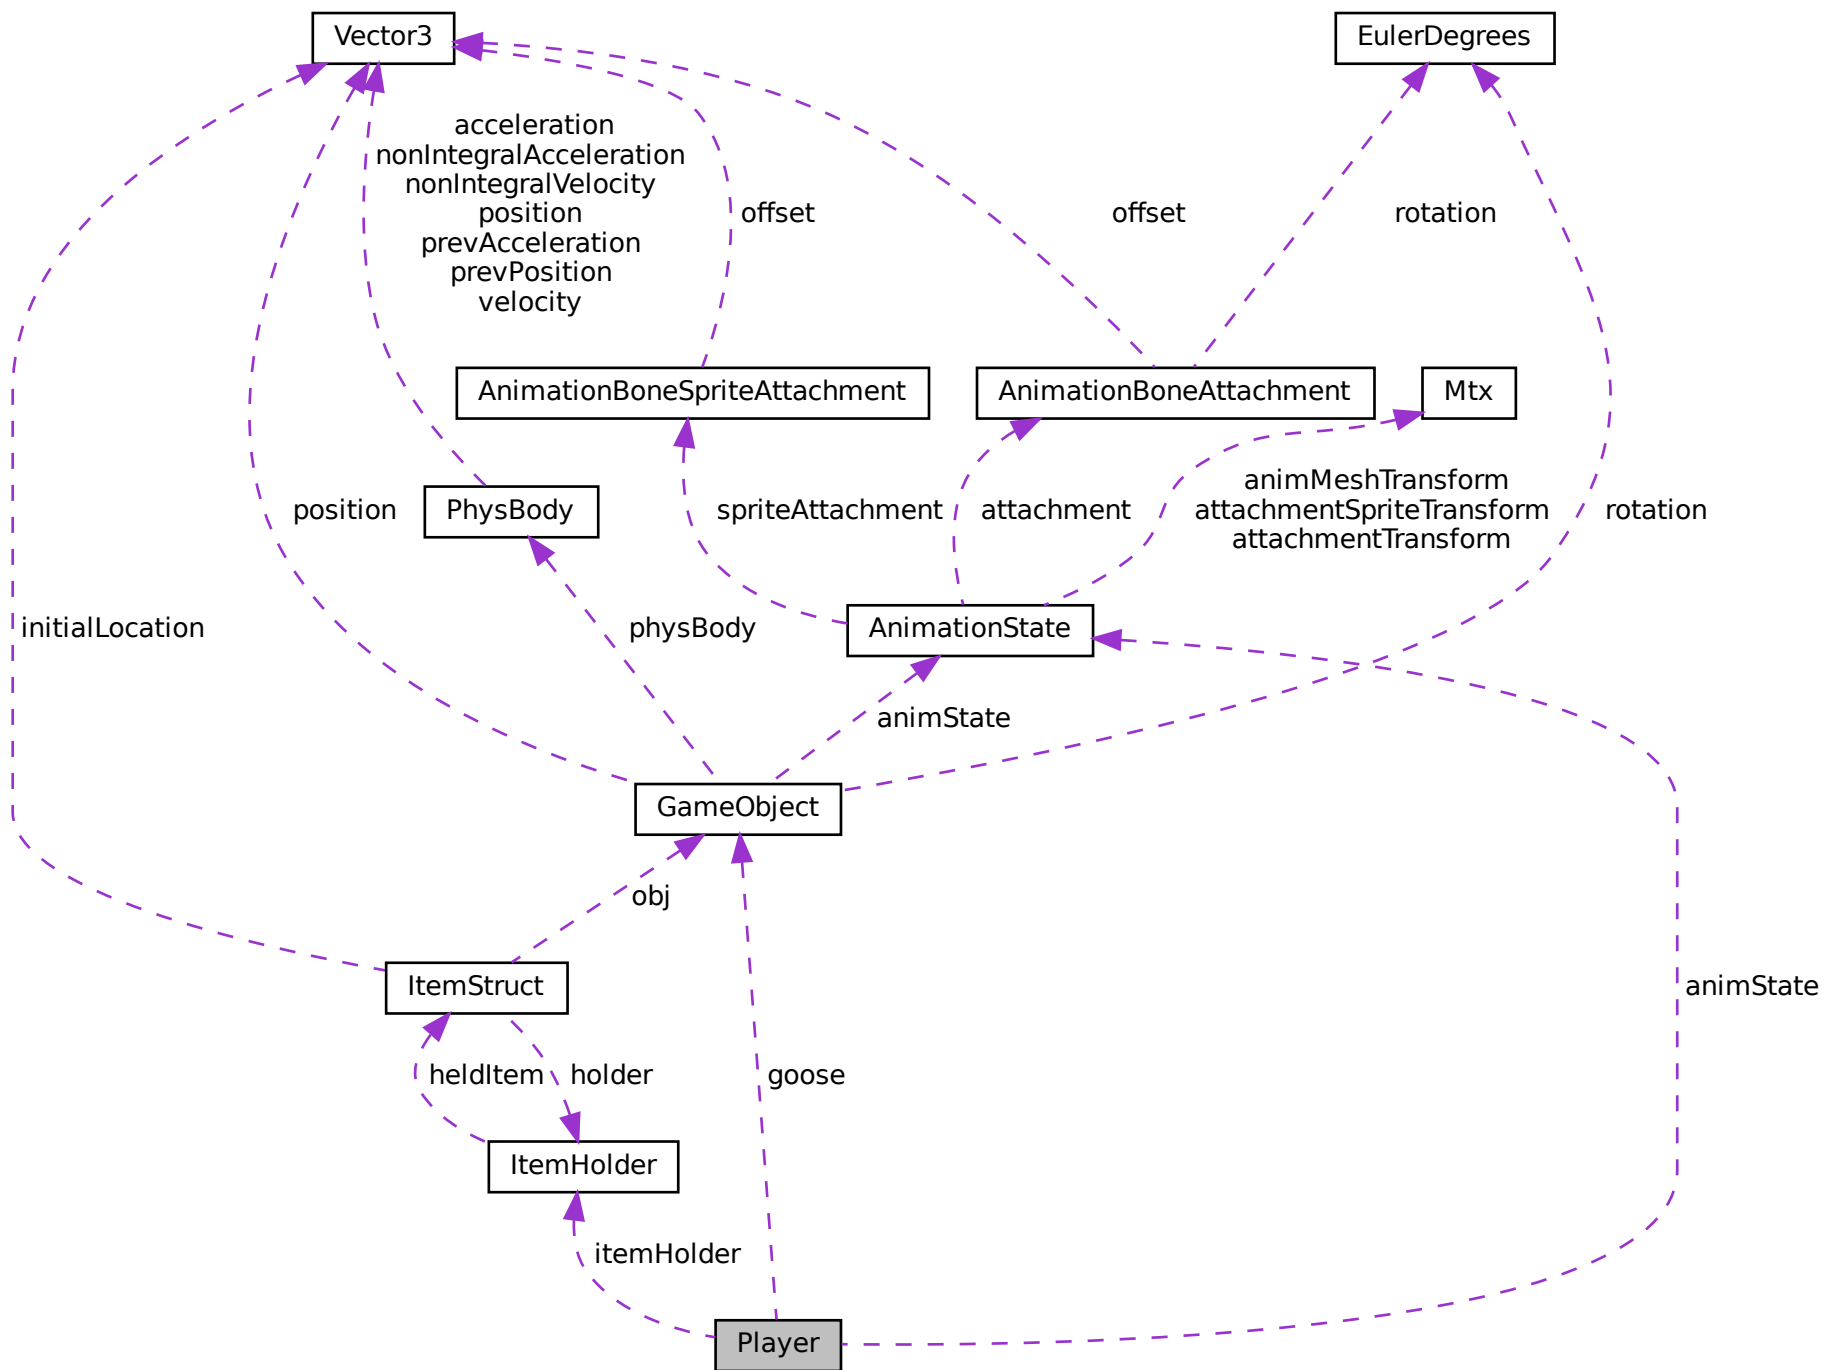 Vector3
EulerDegrees
acceleration
nonIntegralAcceleration
nonIntegralVelocity
position
prevAcceleration
prevPosition
velocity
offset
offset
rotation
AnimationBoneSpriteAttachment
AnimationBoneAttachment
Mtx
position
PhysBody
spriteAttachment
attachment
animMeshTransform
attachmentSpriteTransform
attachmentTransform
rotation
initialLocation
physBody
AnimationState
animState
GameObject
obj
ItemStruct
animState
heldItem
holder
goose
ItemHolder
itemHolder
Player